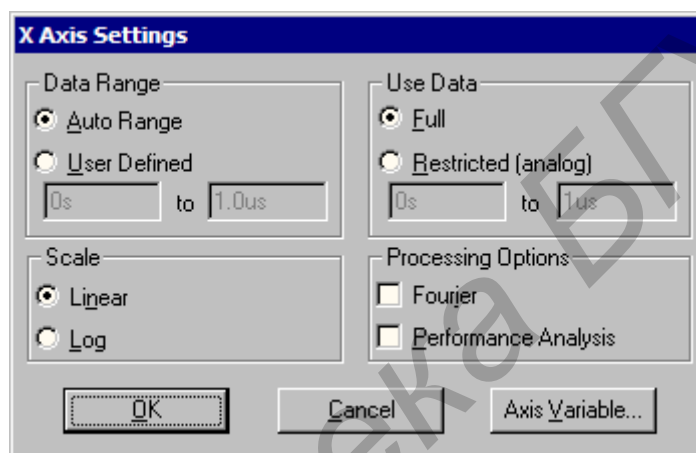 X Axis Settings
Data Range
Auto Range
User Defined
0s to 1.0us
Use Data
Full
Restricted (analog)
0s to 1us
Scale
Linear
Log
Processing Options
Fourier
Performance Analysis
OK
Cancel
Axis Variable...